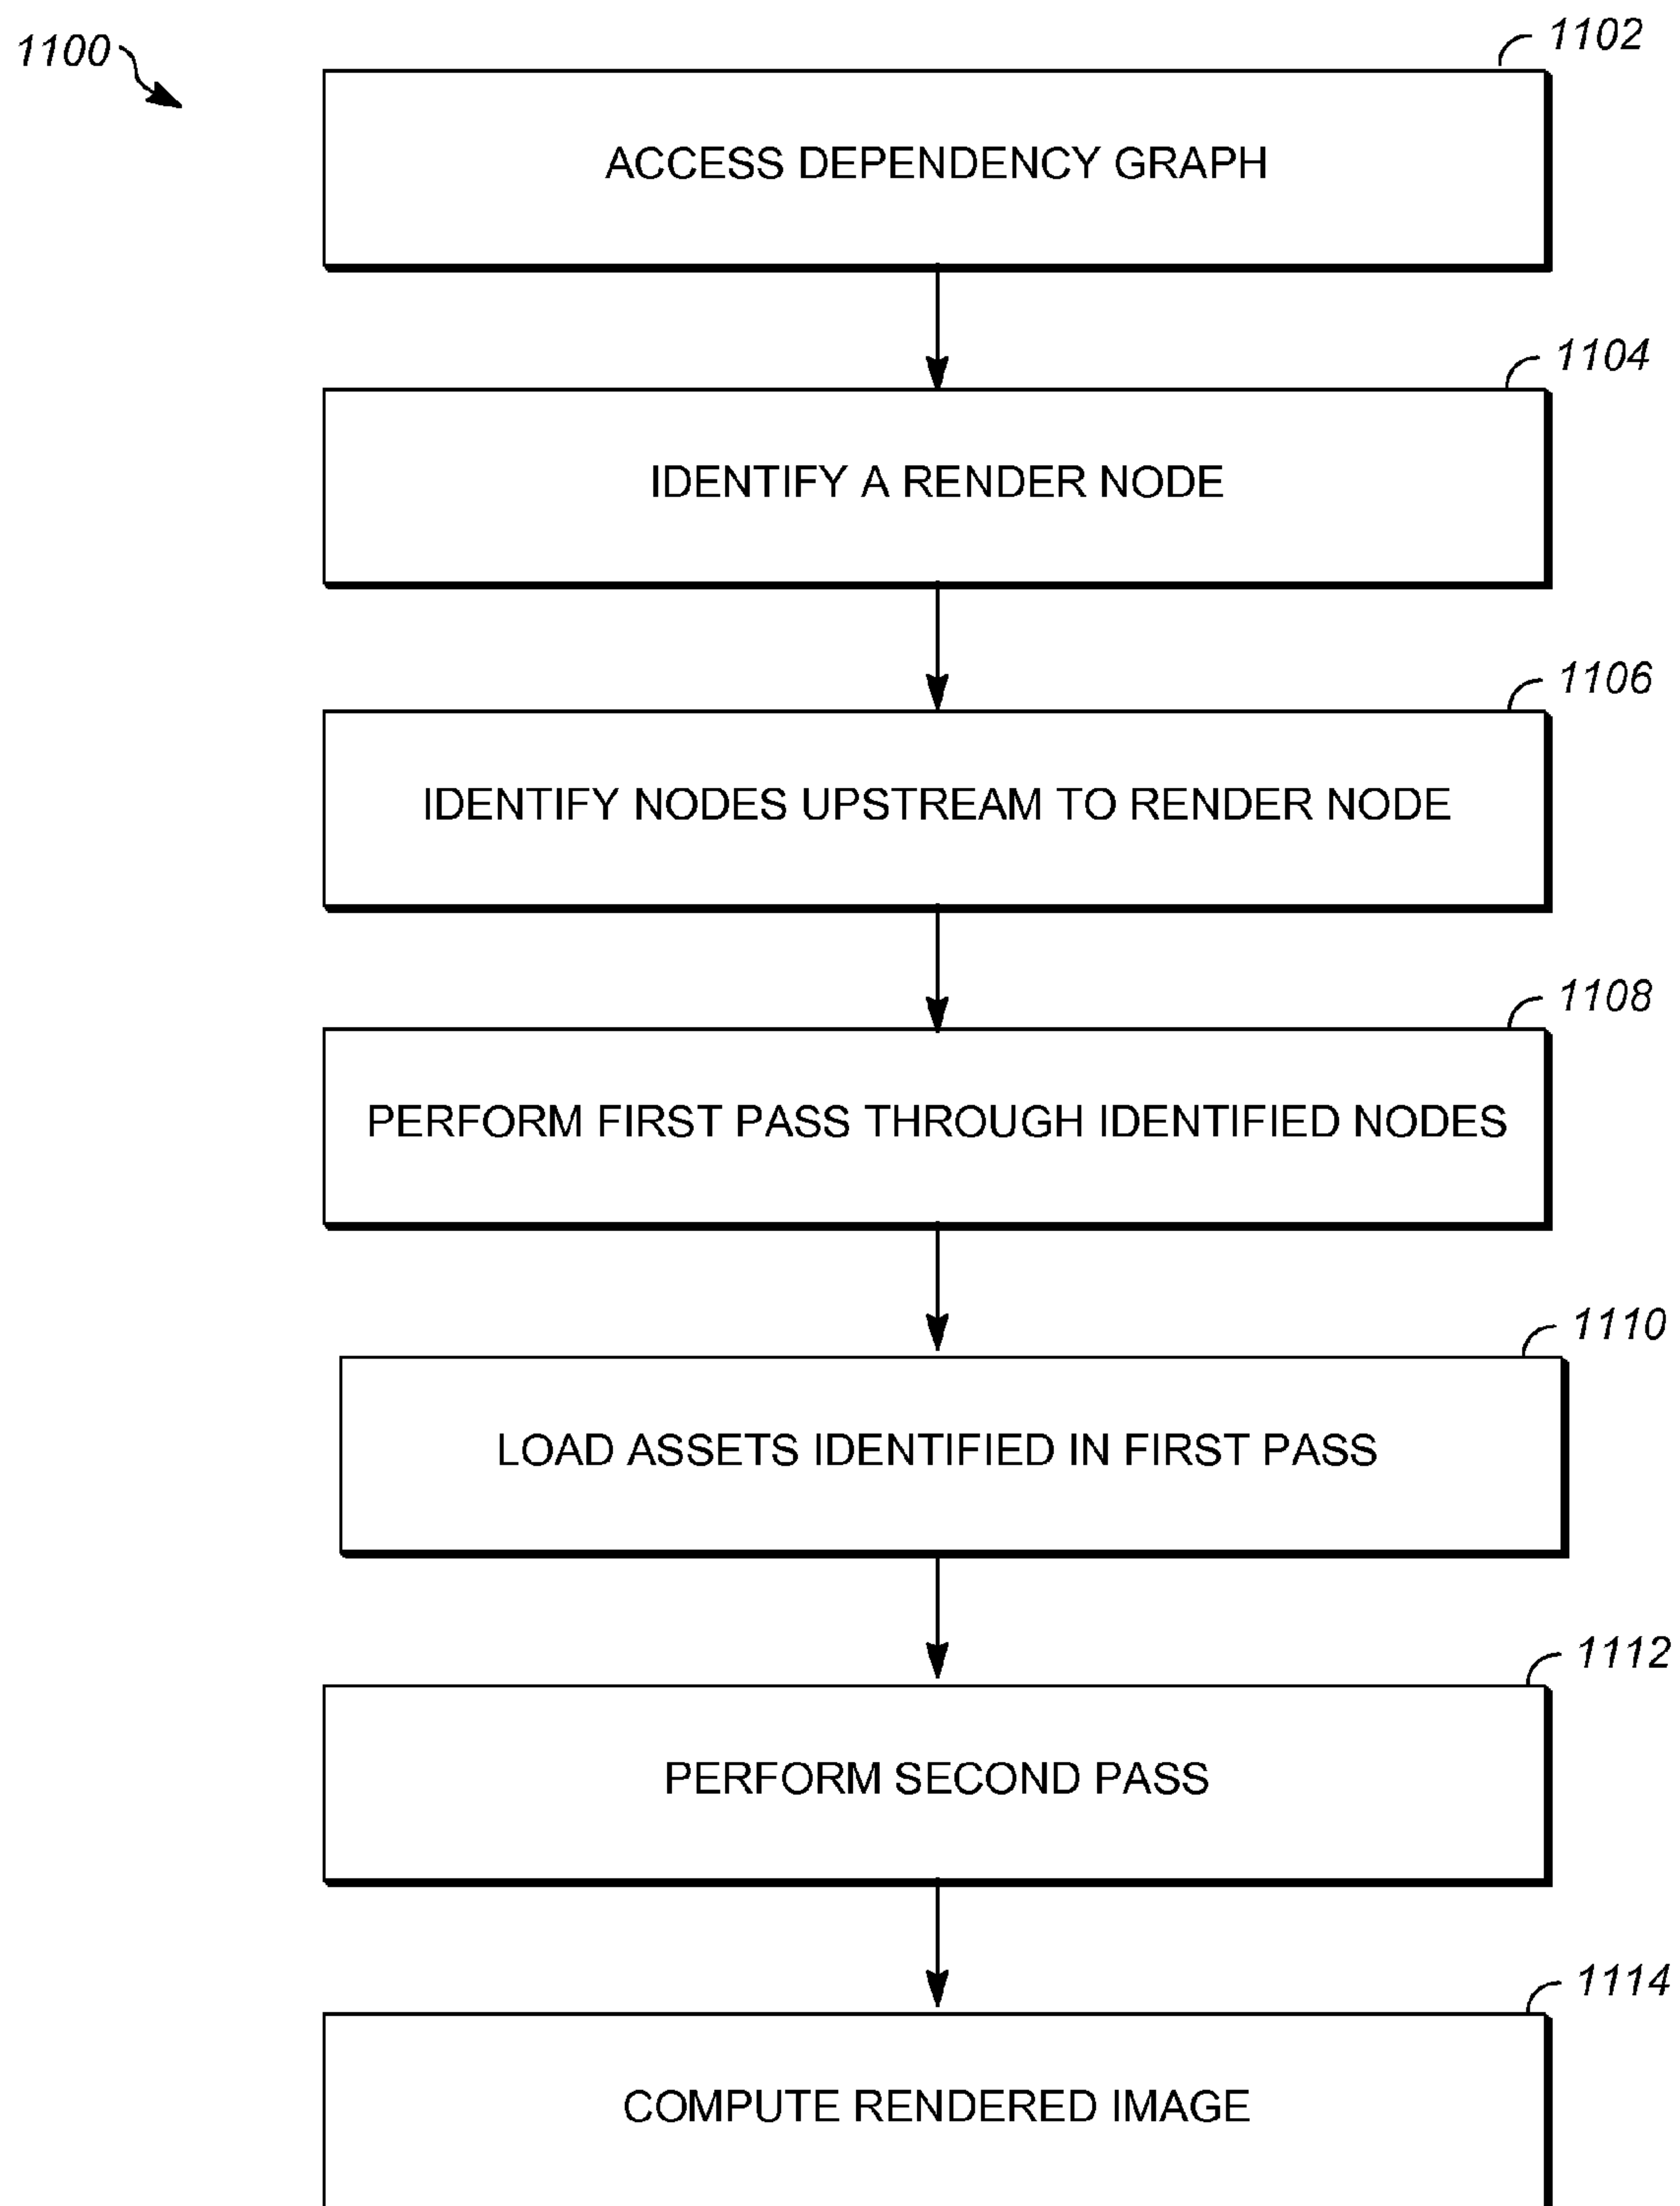 1100
1102
ACCESS DEPENDENCY GRAPH
1104
IDENTIFY A RENDER NODE
1106
IDENTIFY NODES UPSTREAM TO RENDER NODE
1108
PERFORM FIRST PASS THROUGH IDENTIFIED NODES
1110
LOAD ASSETS IDENTIFIED IN FIRST PASS
1112
PERFORM SECOND PASS
1114
COMPUTE RENDERED IMAGE